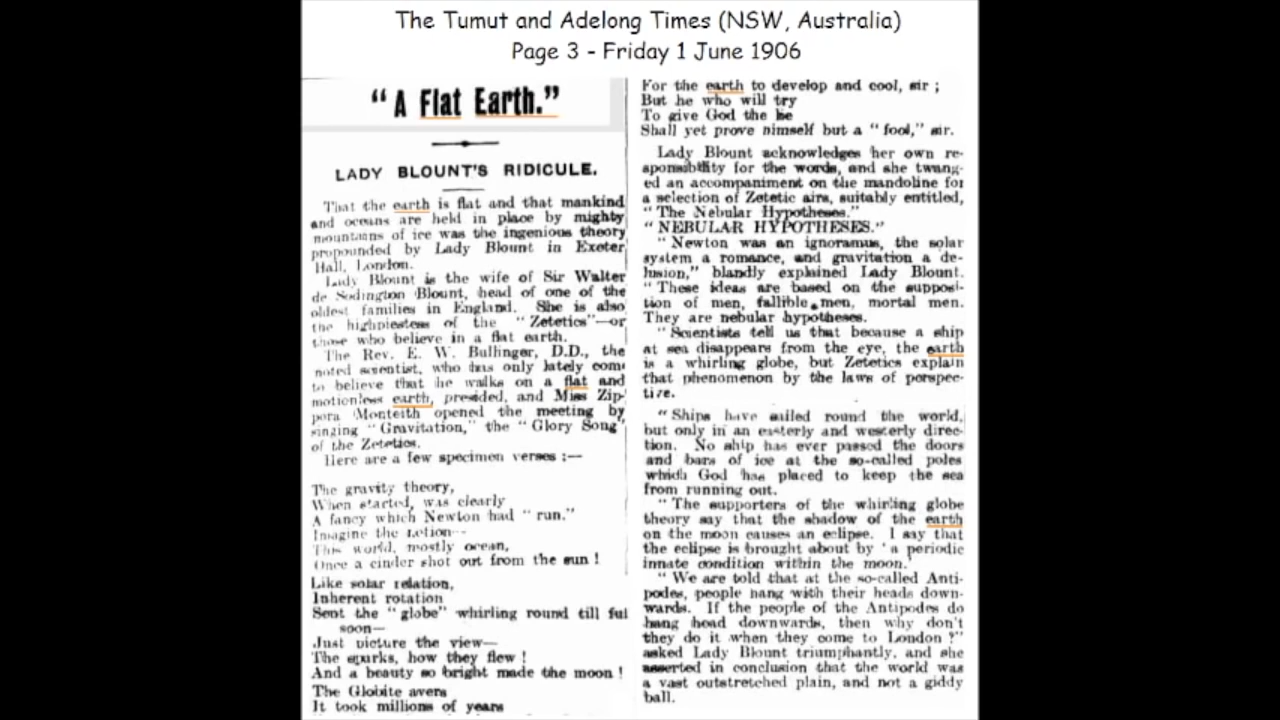 The Tumut and Adelong Times (NSW, Australia)
Page 3 - Friday 1 June 1906
"A Flat Earth."
LADY BLOUNT'S RIDICULE.
That the earth is flat and that mankind
and oceans are held in place by mighty
mountains of ice was the ingenious theory
propounded by Lady Blount in Exeter
Hall, London.
Lady Blount is the wife of Sir Walter
de Sodington Blount, head of one of the
oldest families in England. She is also
the highpiestess of the "Zetetics"—or
those who believe in a flat earth.
The Rev. E. W. Bullinger, D.D., the
noted scientist, who has only lately come
to believe that he walks on a flat and
motionless earth, presided, and Miss Zip-
pora Monteith opened the meeting by
singing "Gravitation," the "Glory Song"
of the Zetetics.
Here are a few specimen verses :—
The gravity theory,
When started, was clearly
A fancy which Newton had "run."
Imagine the notion--
This world, mostly ocean,
Once a cinder shot out from the sun !
Like solar relation,
Inherent rotation
Sent the "globe" whirling round till ful
soon—
Just picture the view—
The sparks, how they flew !
And a beauty so bright made the moon !
The Globite avers
It took millions of years
For the earth to develop and cool, sir ;
But he who will try
To give God the lie
Shall yet prove himself but a "fool," sir.
Lady Blount acknowledges her own re-
sponsibility for the words, and she twang-
ed an accompaniment on the mandoline for
a selection of Zetetic airs, suitably entitled,
"The Nebular Hypotheses."
"NEBULAR HYPOTHESES."
"Newton was an ignoramus, the solar
system a romance, and gravitation a de-
lusion," blandly explained Lady Blount.
"These ideas are based on the supposi-
tion of men, fallible men, mortal men.
They are nebular hypotheses.
"Scientists tell us that because a ship
at sea disappears from the eye, the earth
is a whirling globe, but Zetetics explain
that phenomenon by the laws of perspec-
tive.
"Ships have sailed round the world,
but only in an easterly and westerly direc-
tion. No ship has ever passed the doors
and bars of ice at the so-called poles
which God has placed to keep the sea
from running out.
"The supporters of the whirling globe
theory say that the shadow of the earth
on the moon causes an eclipse. I say that
the eclipse is brought about by 'a periodic
innate condition within the moon.'
"We are told that at the so-called Anti-
podes, people hang with their heads down-
wards. If the people of the Antipodes do
hang head downwards, then why don't
they do it when they come to London ?"
asked Lady Blount triumphantly, and she
asserted in conclusion that the world was
a vast outstretched plain, and not a giddy
ball.